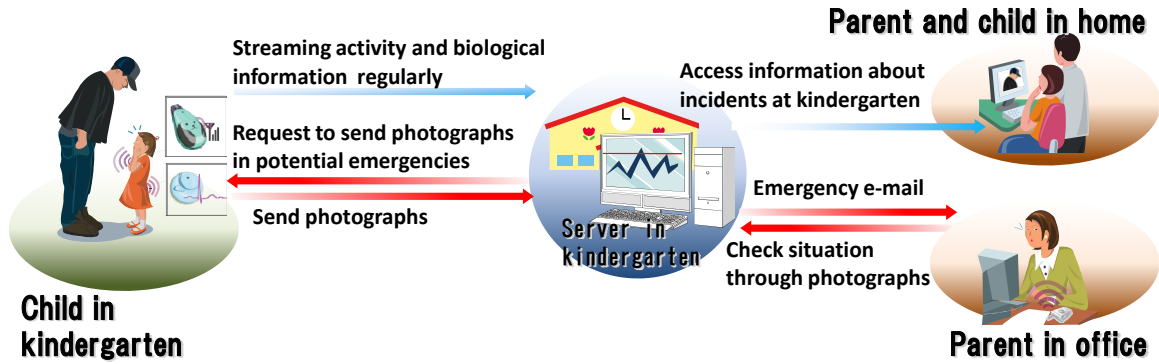 Streaming activity and biological
information regularly
Request to send photographs
in potential emergencies
Send photographs
Child in
kindergarten
Server in
kindergarten
Parent and child in home
Access information about
incidents at kindergarten
Emergency e-mail
Check situation
through photographs
Parent in office